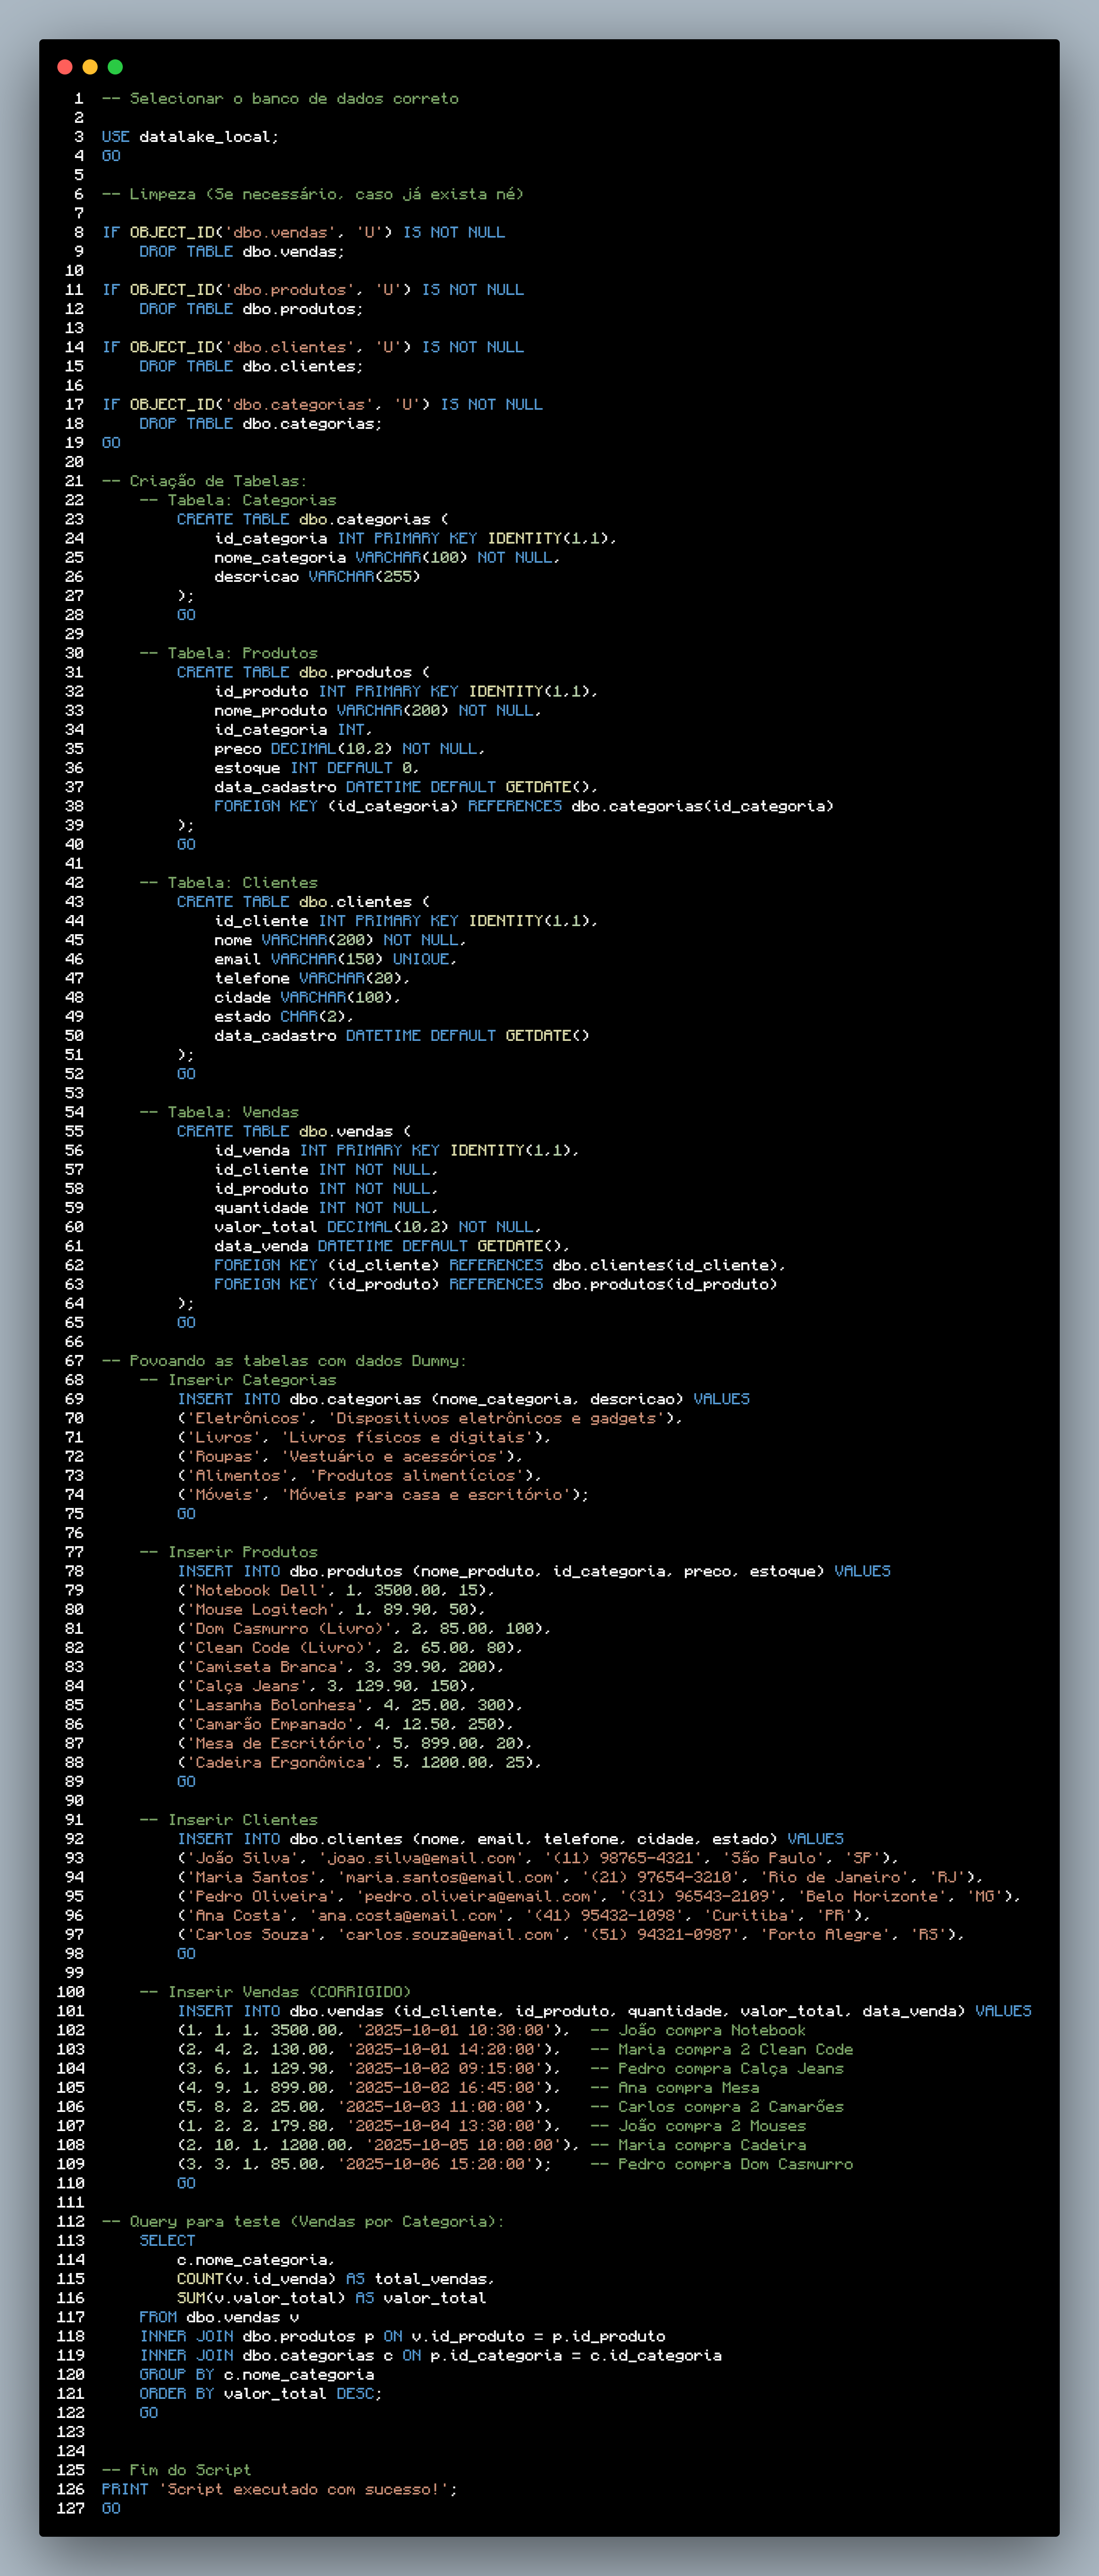 1 -- Selecionar o banco de dados correto
2
3 USE datalake_local;
4 GO
5
6 -- Limpeza (Se necessário, caso já exista né)
7
8 IF OBJECT_ID('dbo.vendas', 'U') IS NOT NULL
9     DROP TABLE dbo.vendas;
10
11 IF OBJECT_ID('dbo.produtos', 'U') IS NOT NULL
12     DROP TABLE dbo.produtos;
13
14 IF OBJECT_ID('dbo.clientes', 'U') IS NOT NULL
15     DROP TABLE dbo.clientes;
16
17 IF OBJECT_ID('dbo.categorias', 'U') IS NOT NULL
18     DROP TABLE dbo.categorias;
19 GO
20
21 -- Criação de Tabelas:
22     -- Tabela: Categorias
23         CREATE TABLE dbo.categorias (
24             id_categoria INT PRIMARY KEY IDENTITY(1,1),
25             nome_categoria VARCHAR(100) NOT NULL,
26             descricao VARCHAR(255)
27         );
28         GO
29
30     -- Tabela: Produtos
31         CREATE TABLE dbo.produtos (
32             id_produto INT PRIMARY KEY IDENTITY(1,1),
33             nome_produto VARCHAR(200) NOT NULL,
34             id_categoria INT,
35             preco DECIMAL(10,2) NOT NULL,
36             estoque INT DEFAULT 0,
37             data_cadastro DATETIME DEFAULT GETDATE(),
38             FOREIGN KEY (id_categoria) REFERENCES dbo.categorias(id_categoria)
39         );
40         GO
41
42     -- Tabela: Clientes
43         CREATE TABLE dbo.clientes (
44             id_cliente INT PRIMARY KEY IDENTITY(1,1),
45             nome VARCHAR(200) NOT NULL,
46             email VARCHAR(150) UNIQUE,
47             telefone VARCHAR(20),
48             cidade VARCHAR(100),
49             estado CHAR(2),
50             data_cadastro DATETIME DEFAULT GETDATE()
51         );
52         GO
53
54     -- Tabela: Vendas
55         CREATE TABLE dbo.vendas (
56             id_venda INT PRIMARY KEY IDENTITY(1,1),
57             id_cliente INT NOT NULL,
58             id_produto INT NOT NULL,
59             quantidade INT NOT NULL,
60             valor_total DECIMAL(10,2) NOT NULL,
61             data_venda DATETIME DEFAULT GETDATE(),
62             FOREIGN KEY (id_cliente) REFERENCES dbo.clientes(id_cliente),
63             FOREIGN KEY (id_produto) REFERENCES dbo.produtos(id_produto)
64         );
65         GO
66
67 -- Povoando as tabelas com dados Dummy:
68     -- Inserir Categorias
69         INSERT INTO dbo.categorias (nome_categoria, descricao) VALUES
70         ('Eletrônicos', 'Dispositivos eletrônicos e gadgets'),
71         ('Livros', 'Livros físicos e digitais'),
72         ('Roupas', 'Vestuário e acessórios'),
73         ('Alimentos', 'Produtos alimentícios'),
74         ('Móveis', 'Móveis para casa e escritório');
75         GO
76
77     -- Inserir Produtos
78         INSERT INTO dbo.produtos (nome_produto, id_categoria, preco, estoque) VALUES
79         ('Notebook Dell', 1, 3500.00, 15),
80         ('Mouse Logitech', 1, 89.90, 50),
81         ('Dom Casmurro (Livro)', 2, 85.00, 100),
82         ('Clean Code (Livro)', 2, 65.00, 80),
83         ('Camiseta Branca', 3, 39.90, 200),
84         ('Calça Jeans', 3, 129.90, 150),
85         ('Lasanha Bolonhesa', 4, 25.00, 300),
86         ('Camarão Empanado', 4, 12.50, 250),
87         ('Mesa de Escritório', 5, 899.00, 20),
88         ('Cadeira Ergonômica', 5, 1200.00, 25),
89         GO
90
91     -- Inserir Clientes
92         INSERT INTO dbo.clientes (nome, email, telefone, cidade, estado) VALUES
93         ('João Silva', 'joao.silva@email.com', '(11) 98765-4321', 'São Paulo', 'SP'),
94         ('Maria Santos', 'maria.santos@email.com', '(21) 97654-3210', 'Rio de Janeiro', 'RJ'),
95         ('Pedro Oliveira', 'pedro.oliveira@email.com', '(31) 96543-2109', 'Belo Horizonte', 'MG'),
96         ('Ana Costa', 'ana.costa@email.com', '(41) 95432-1098', 'Curitiba', 'PR'),
97         ('Carlos Souza', 'carlos.souza@email.com', '(51) 94321-0987', 'Porto Alegre', 'RS'),
98         GO
99
100     -- Inserir Vendas (CORRIGIDO)
101         INSERT INTO dbo.vendas (id_cliente, id_produto, quantidade, valor_total, data_venda) VALUES
102         (1, 1, 1, 3500.00, '2025-10-01 10:30:00'),  -- João compra Notebook
103         (2, 4, 2, 130.00, '2025-10-01 14:20:00'),   -- Maria compra 2 Clean Code
104         (3, 6, 1, 129.90, '2025-10-02 09:15:00'),   -- Pedro compra Calça Jeans
105         (4, 9, 1, 899.00, '2025-10-02 16:45:00'),   -- Ana compra Mesa
106         (5, 8, 2, 25.00, '2025-10-03 11:00:00'),    -- Carlos compra 2 Camarões
107         (1, 2, 2, 179.80, '2025-10-04 13:30:00'),   -- João compra 2 Mouses
108         (2, 10, 1, 1200.00, '2025-10-05 10:00:00'), -- Maria compra Cadeira
109         (3, 3, 1, 85.00, '2025-10-06 15:20:00');    -- Pedro compra Dom Casmurro
110         GO
111
112 -- Query para teste (Vendas por Categoria):
113     SELECT
114         c.nome_categoria,
115         COUNT(v.id_venda) AS total_vendas,
116         SUM(v.valor_total) AS valor_total
117     FROM dbo.vendas v
118     INNER JOIN dbo.produtos p ON v.id_produto = p.id_produto
119     INNER JOIN dbo.categorias c ON p.id_categoria = c.id_categoria
120     GROUP BY c.nome_categoria
121     ORDER BY valor_total DESC;
122     GO
123
124
125 -- Fim do Script
126 PRINT 'Script executado com sucesso!';
127 GO